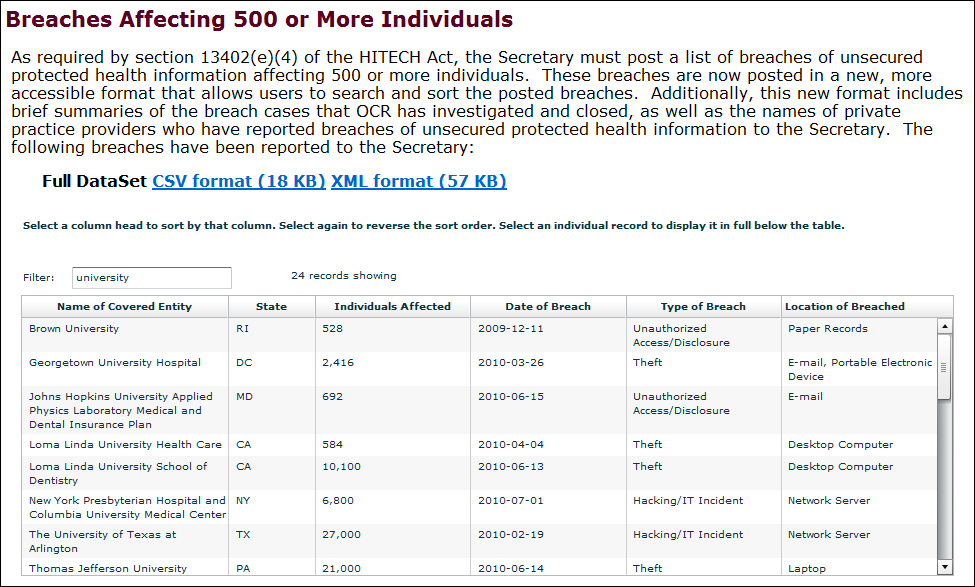 Breaches Affecting 500 or More Individuals
As required by section 13402(e)(4) of the HITECH Act, the Secretary must post a list of breaches of unsecured
protected health information affecting 500 or more individuals.  These breaches are now posted in a new, more
accessible format that allows users to search and sort the posted breaches.  Additionally, this new format includes
brief summaries of the breach cases that OCR has investigated and closed, as well as the names of private
practice providers who have reported breaches of unsecured protected health information to the Secretary.  The
following breaches have been reported to the Secretary:
Full DataSet CSV format (18 KB) XML format (57 KB)
Select a column head to sort by that column. Select again to reverse the sort order. Select an individual record to display it in full below the table.
Filter: university 24 records showing
Name of Covered Entity State Individuals Affected Date of Breach Type of Breach Location of Breached
Brown University RI 528 2009-12-11 Unauthorized Paper Records
Access/Disclosure
Georgetown University Hospital DC 2,416 2010-03-26 Theft E-mail, Portable Electronic
Device
Johns Hopkins University Applied MD 692 2010-06-15 Unauthorized E-mail
Physics Laboratory Medical and Access/Disclosure
Dental Insurance Plan
Loma Linda University Health Care CA 584 2010-04-04 Theft Desktop Computer
Loma Linda University School of CA 10,100 2010-06-13 Theft Desktop Computer
Dentistry
New York Presbyterian Hospital and NY 6,800 2010-07-01 Hacking/IT Incident Network Server
Columbia University Medical Center
The University of Texas at TX 27,000 2010-02-19 Hacking/IT Incident Network Server
Arlington
Thomas Jefferson University PA 21,000 2010-06-14 Theft Laptop